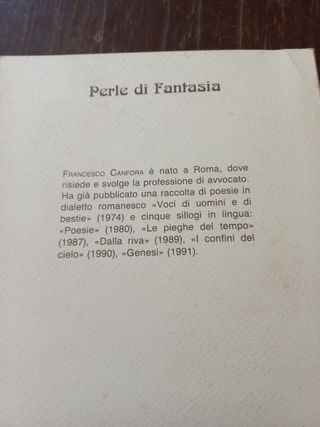 Perle di Fantasia
FRANCESCO CANFORA è nato a Roma, dove
risiede e svolge la professione di avvocato.
Ha già pubblicato una raccolta di poesie in
dialetto romanesco «Voci di uomini e di
bestie» (1974) e cinque sillogi in lingua:
«Poesie» (1980), «Le pieghe del tempo»
(1987), «Dalla riva» (1989), «I confini del
cielo» (1990), «Genesi» (1991).